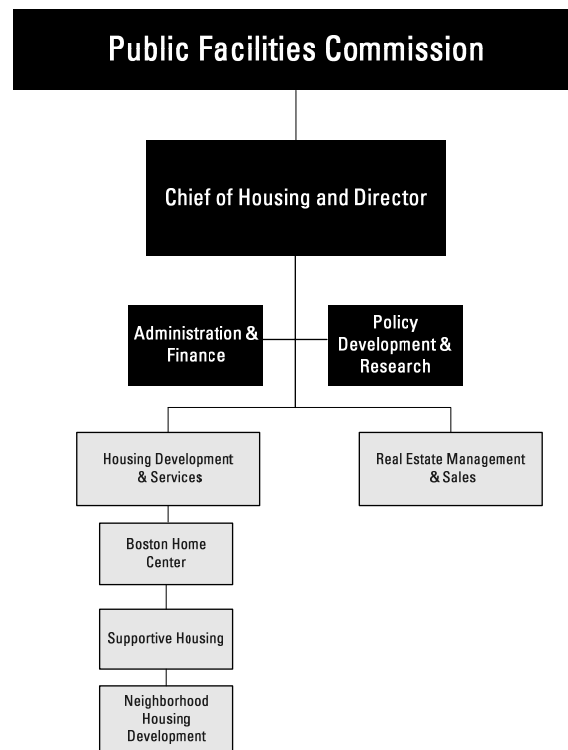 Public Facilities Commission
Chief of Housing and Director
Administration &
Finance
Policy
Development &
Research
Housing Development
& Services
Real Estate Management
& Sales
Boston Home
Center
Supportive Housing
Neighborhood
Housing
Development